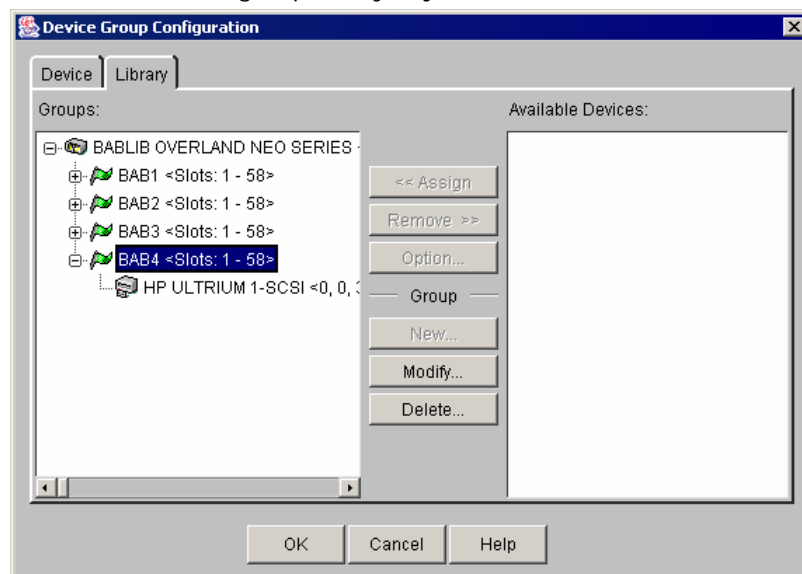 Device Group Configuration
Device Library
Groups:
Available Devices:
BABLIB OVERLAND NEO SERIES
BAB1 <Slots: 1 - 58>
BAB2 <Slots: 1 - 58>
BAB3 <Slots: 1 - 58>
BAB4 <Slots: 1 - 58>
HP ULTRIUM 1-SCSI <0, 0,
<< Assign
Remove >>
Option...
Group
New...
Modify...
Delete...
OK Cancel Help